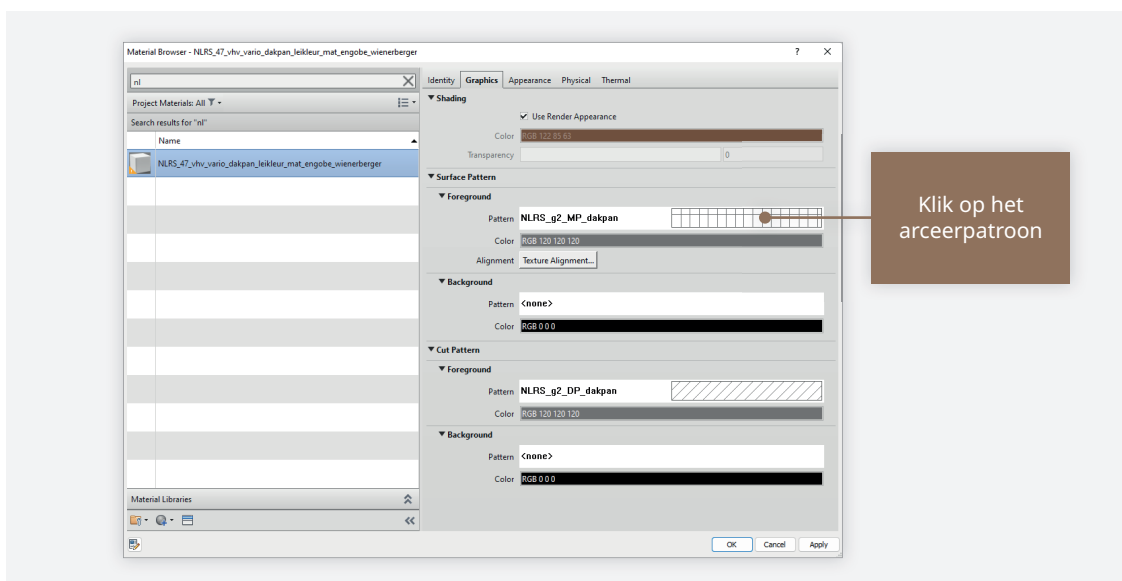 Material Browser - NLRS_47_vhv_vario_dakpan_leikleur_mat_engobe_wienerberger
?
nl
Project Materials: All
Search results for "nl"
Name
NLRS_47_vhv_vario_dakpan_leikleur_mat_engobe_wienerberger
Material Libraries
Identity Graphics Appearance Physical Thermal
Shading
Use Render Appearance
Color RGB 122 85 63
Transparency 0
Surface Pattern
Foreground
Pattern NLRS_g2_MP_dakpan
Color RGB 120 120 120
Alignment Texture Alignment...
Background
Pattern <none>
Color RGB 0 0 0
Cut Pattern
Foreground
Pattern NLRS_g2_DP_dakpan
Color RGB 120 120 120
Background
Pattern <none>
Color RGB 0 0 0
OK Cancel Apply
Klik op het
arceerpatroon